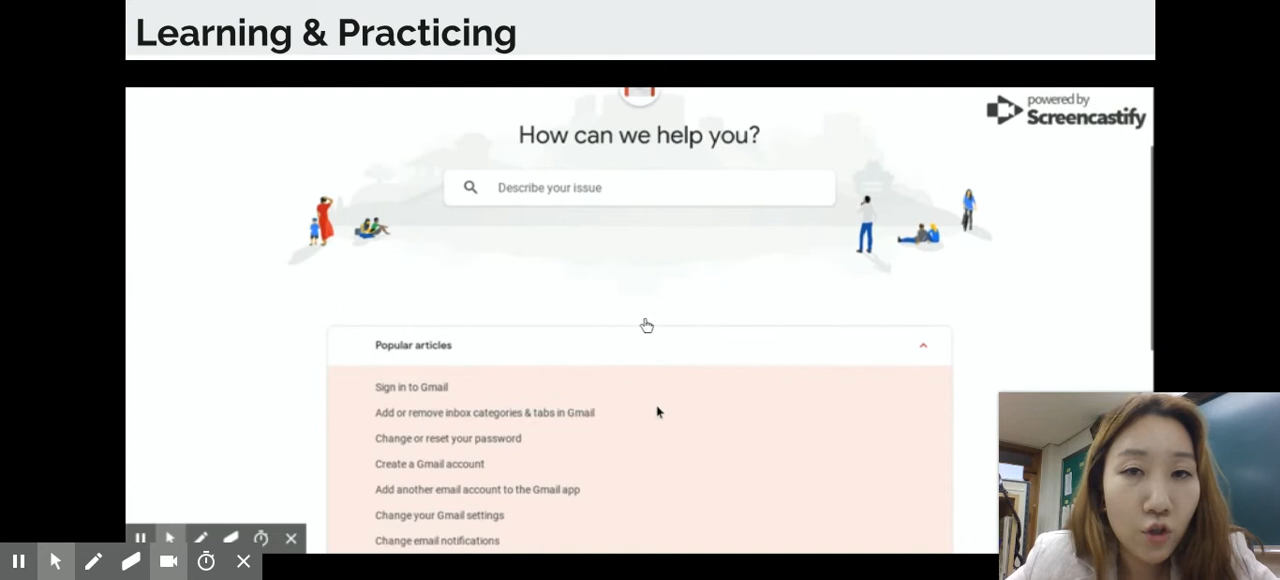 Learning & Practicing
powered by
Screencastify
How can we help you?
Describe your issue
Popular articles
Sign in to Gmail
Add or remove inbox categories & tabs in Gmail
Change or reset your password
Create a Gmail account
Add another email account to the Gmail app
Change your Gmail settings
Change email notifications